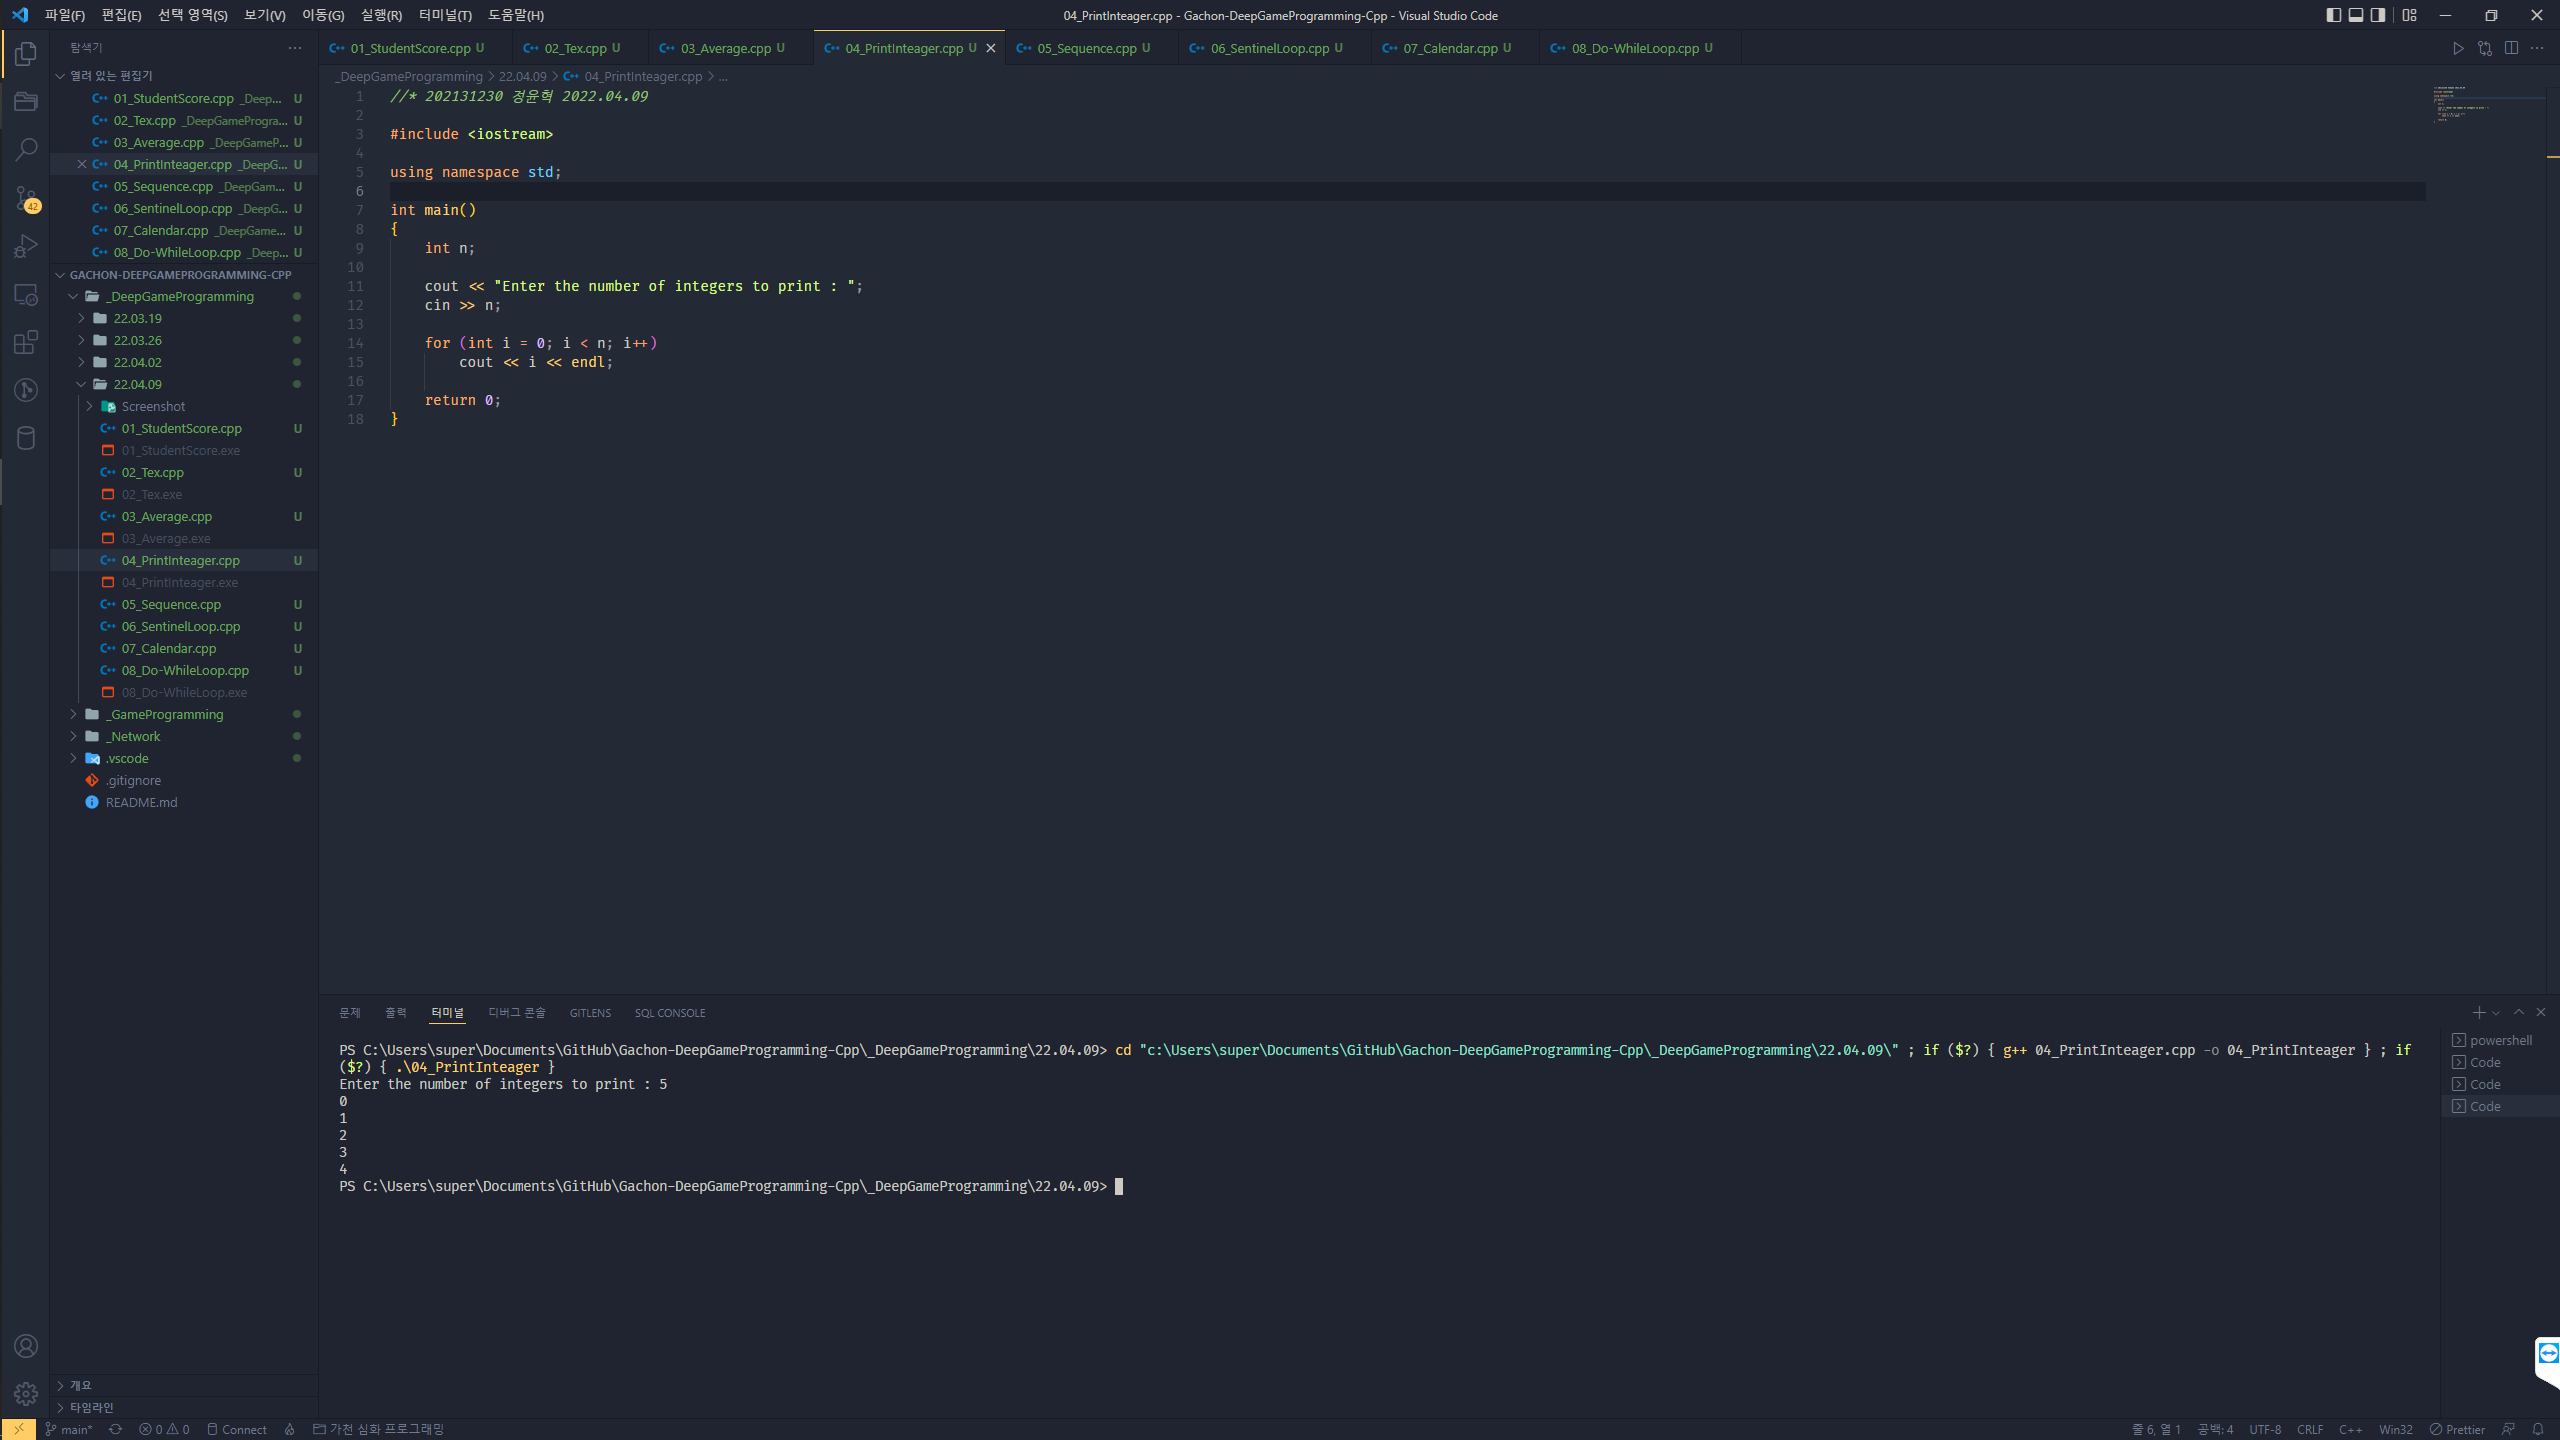 파일(F) 편집(E) 선택 영역(S) 보기(V) 이동(G) 실행(R) 터미널(T) 도움말(H) 04_PrintInteager.cpp - Gachon-DeepGameProgramming-Cpp - Visual Studio Code
탐색기
열려 있는 편집기
01_StudentScore.cpp _Deep... U
02_Tex.cpp _DeepGameProgra... U
03_Average.cpp _DeepGameP... U
04_PrintInteager.cpp _DeepG... U
05_Sequence.cpp _DeepGam... U
06_SentinelLoop.cpp _DeepG... U
07_Calendar.cpp _DeepGame... U
08_Do-WhileLoop.cpp _Deep... U
GACHON-DEEPGAMEPROGRAMMING-CPP
_DeepGameProgramming
22.03.19
22.03.26
22.04.02
22.04.09
Screenshot
01_StudentScore.cpp U
01_StudentScore.exe
02_Tex.cpp U
02_Tex.exe
03_Average.cpp U
03_Average.exe
04_PrintInteager.cpp U
04_PrintInteager.exe
05_Sequence.cpp U
06_SentinelLoop.cpp U
07_Calendar.cpp U
08_Do-WhileLoop.cpp U
08_Do-WhileLoop.exe
_GameProgramming
_Network
.vscode
.gitignore
README.md
개요
타임라인
42
01_StudentScore.cpp U 02_Tex.cpp U 03_Average.cpp U 04_PrintInteager.cpp U 05_Sequence.cpp U 06_SentinelLoop.cpp U 07_Calendar.cpp U 08_Do-WhileLoop.cpp U
_DeepGameProgramming > 22.04.09 > 04_PrintInteager.cpp > ...
1 //* 202131230 정윤혁 2022.04.09
2
3 #include <iostream>
4
5 using namespace std;
6
7 int main()
8 {
9 int n;
10
11 cout << "Enter the number of integers to print : ";
12 cin >> n;
13
14 for (int i = 0; i < n; i++)
15 cout << i << endl;
16
17 return 0;
18 }
문제 출력 터미널 디버그 콘솔 GITLENS SQL CONSOLE
PS C:\Users\super\Documents\GitHub\Gachon-DeepGameProgramming-Cpp\_DeepGameProgramming\22.04.09> cd "c:\Users\super\Documents\GitHub\Gachon-DeepGameProgramming-Cpp\_DeepGameProgramming\22.04.09\" ; if ($?) { g++ 04_PrintInteager.cpp -o 04_PrintInteager } ; if
($?) { .\04_PrintInteager }
Enter the number of integers to print : 5
0
1
2
3
4
PS C:\Users\super\Documents\GitHub\Gachon-DeepGameProgramming-Cpp\_DeepGameProgramming\22.04.09>
powershell
Code
Code
Code
main* 0 0 Connect 가천 심화 프로그래밍 줄 6, 열 1 공백: 4 UTF-8 CRLF C++ Win32 Prettier